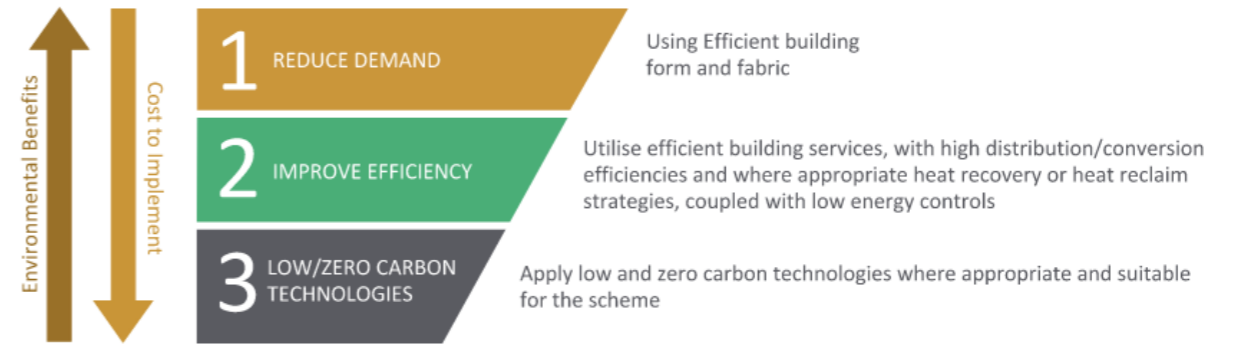 Environmental Benefits
Cost to Implement
1
REDUCE DEMAND
Using Efficient building
form and fabric
2
IMPROVE EFFICIENCY
Utilise efficient building services, with high distribution/conversion
efficiencies and where appropriate heat recovery or heat reclaim
strategies, coupled with low energy controls
3
LOW/ZERO CARBON
TECHNOLOGIES
Apply low and zero carbon technologies where appropriate and suitable
for the scheme